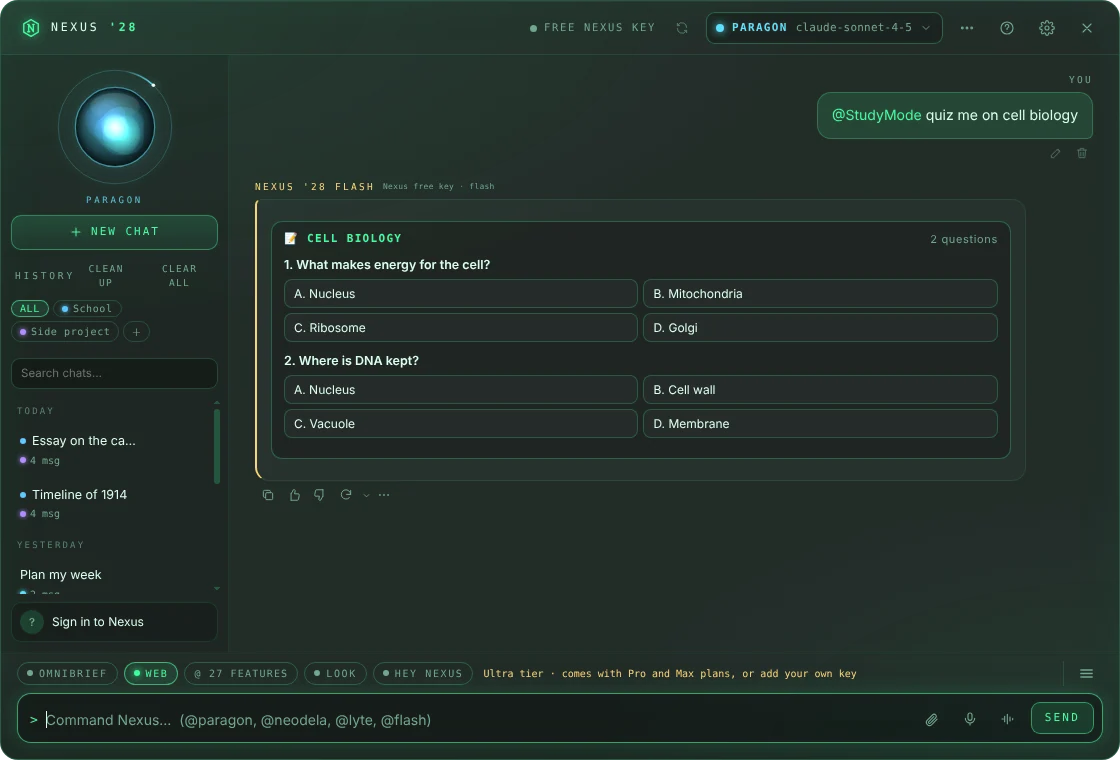 NEXUS '28
FREE NEXUS KEY
PARAGON claude-sonnet-4-5
PARAGON
+ NEW CHAT
HISTORY
CLEAN UP
CLEAR ALL
ALL
School
Side project
+
Search chats...
TODAY
Essay on the ca...
4 msg
Timeline of 1914
4 msg
YESTERDAY
Plan my week
? Sign in to Nexus
YOU
@StudyMode quiz me on cell biology
NEXUS '28 FLASH Nexus free key · flash
CELL BIOLOGY
2 questions
1. What makes energy for the cell?
A. Nucleus
B. Mitochondria
C. Ribosome
D. Golgi
2. Where is DNA kept?
A. Nucleus
B. Cell wall
C. Vacuole
D. Membrane
OMNIBRIEF
WEB
@ 27 FEATURES
LOOK
HEY NEXUS
Ultra tier · comes with Pro and Max plans, or add your own key
> Command Nexus... (@paragon, @neodela, @lyte, @flash)
SEND